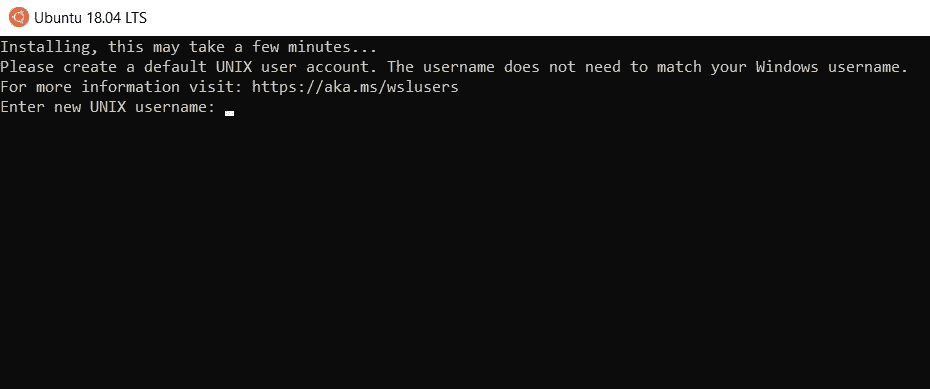 Ubuntu 18.04 LTS
Installing, this may take a few minutes...
Please create a default UNIX user account. The username does not need to match your Windows username.
For more information visit: https://aka.ms/wslusers
Enter new UNIX username: